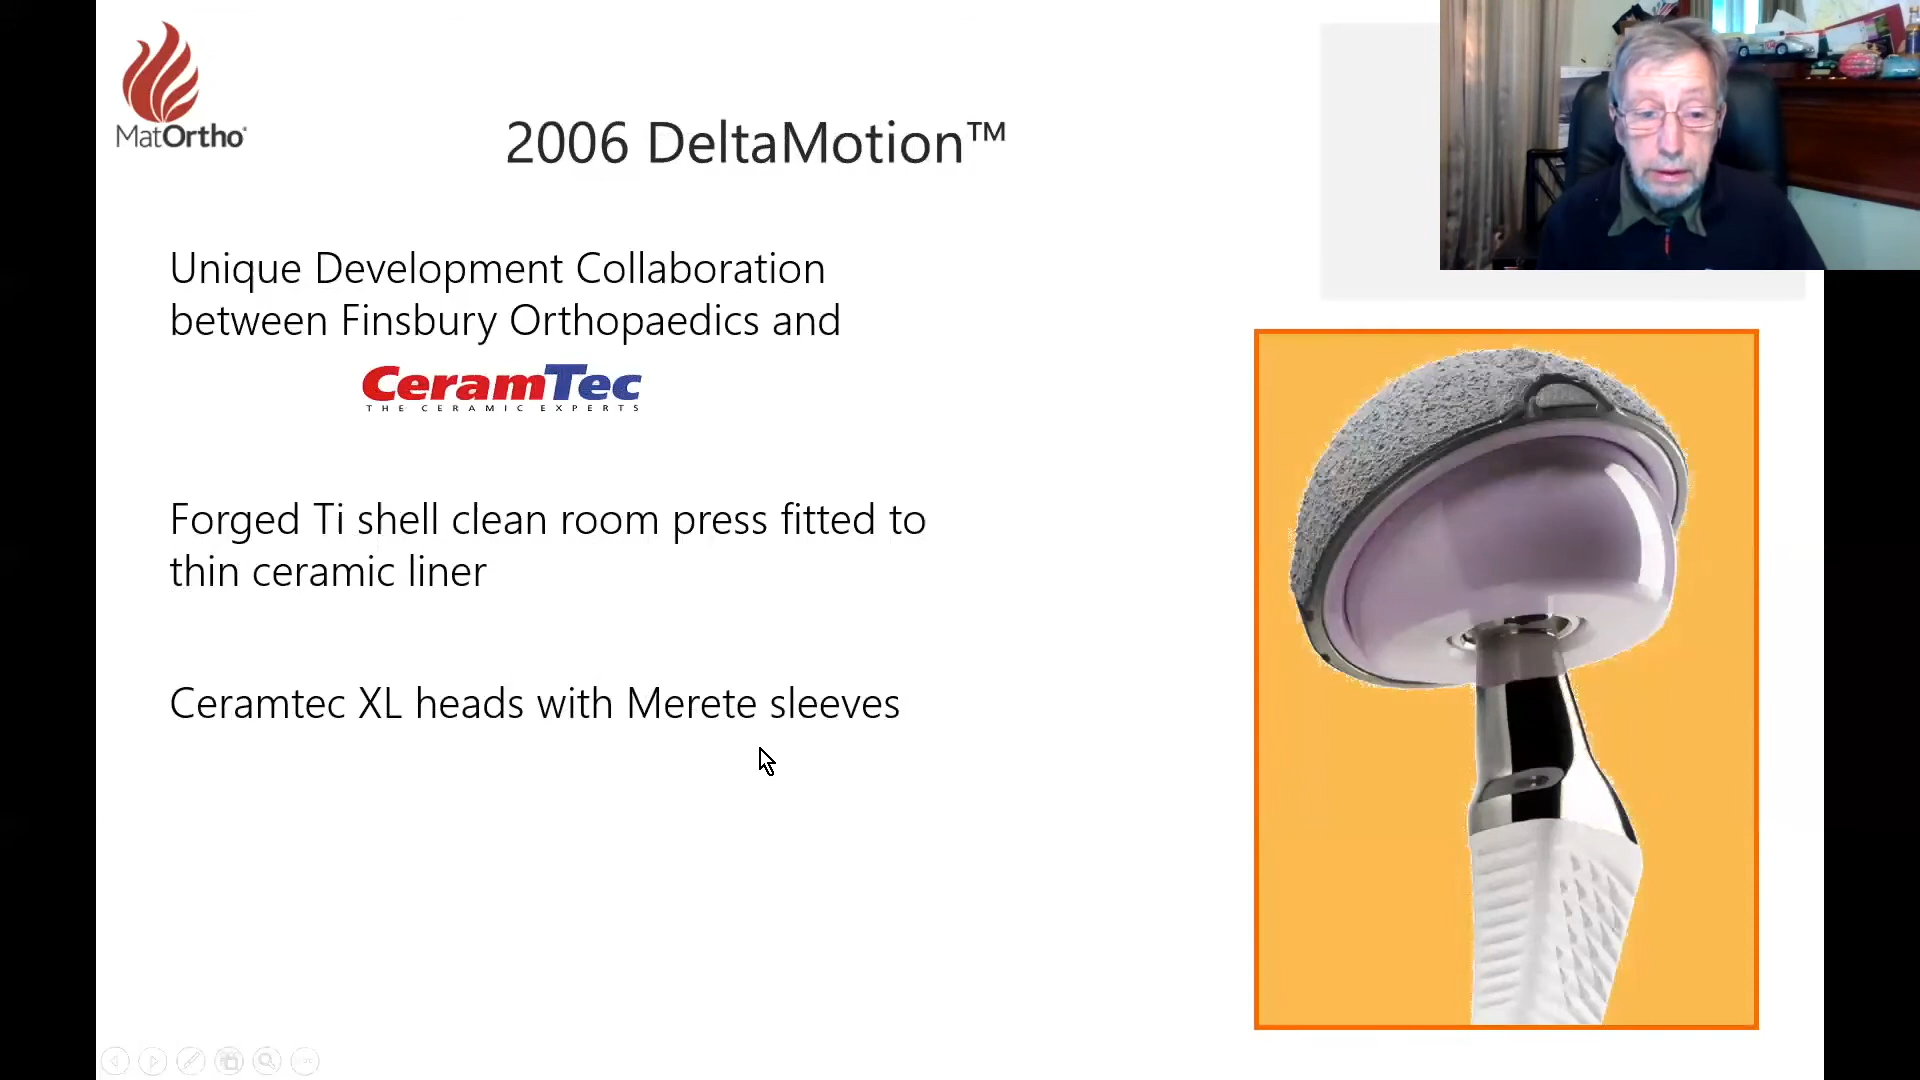 MatOrtho
2006 DeltaMotion™
Unique Development Collaboration
between Finsbury Orthopaedics and
CeramTec
THE CERAMIC EXPERTS
Forged Ti shell clean room press fitted to
thin ceramic liner
Ceramtec XL heads with Merete sleeves